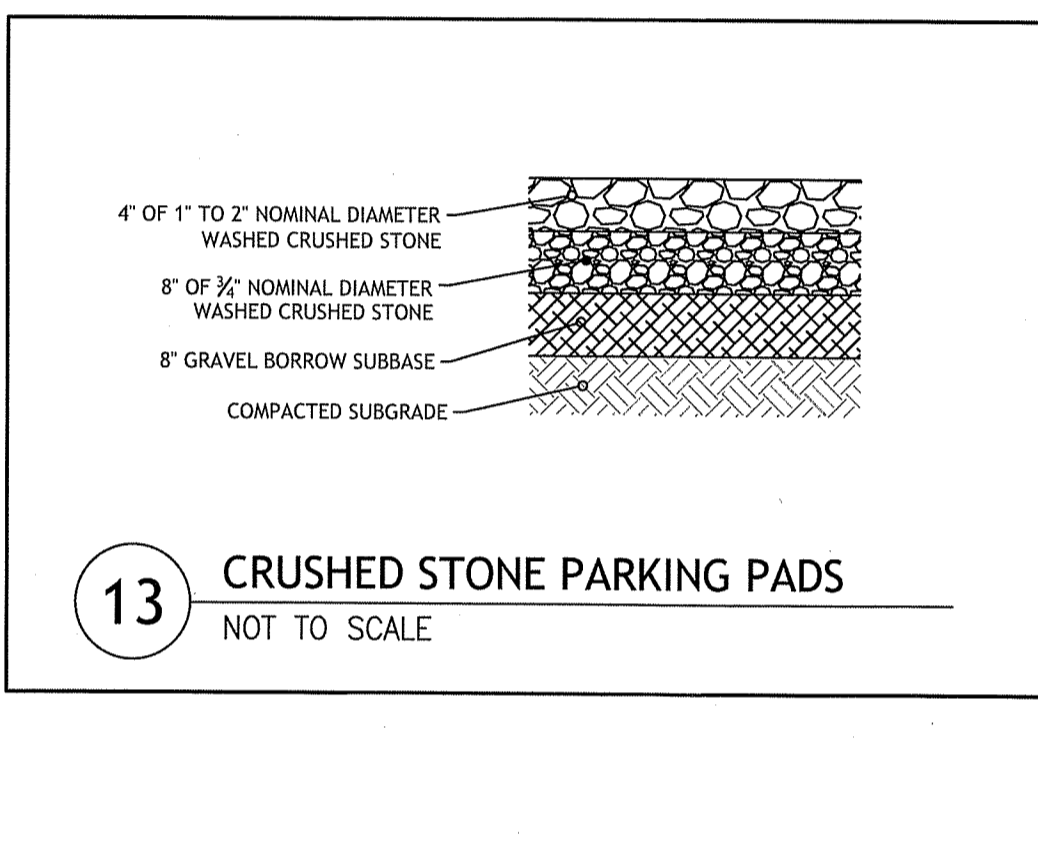 4" OF 1" TO 2" NOMINAL DIAMETER
WASHED CRUSHED STONE
8" OF ¾" NOMINAL DIAMETER
WASHED CRUSHED STONE
8" GRAVEL BORROW SUBBASE
COMPACTED SUBGRADE
13
CRUSHED STONE PARKING PADS
NOT TO SCALE